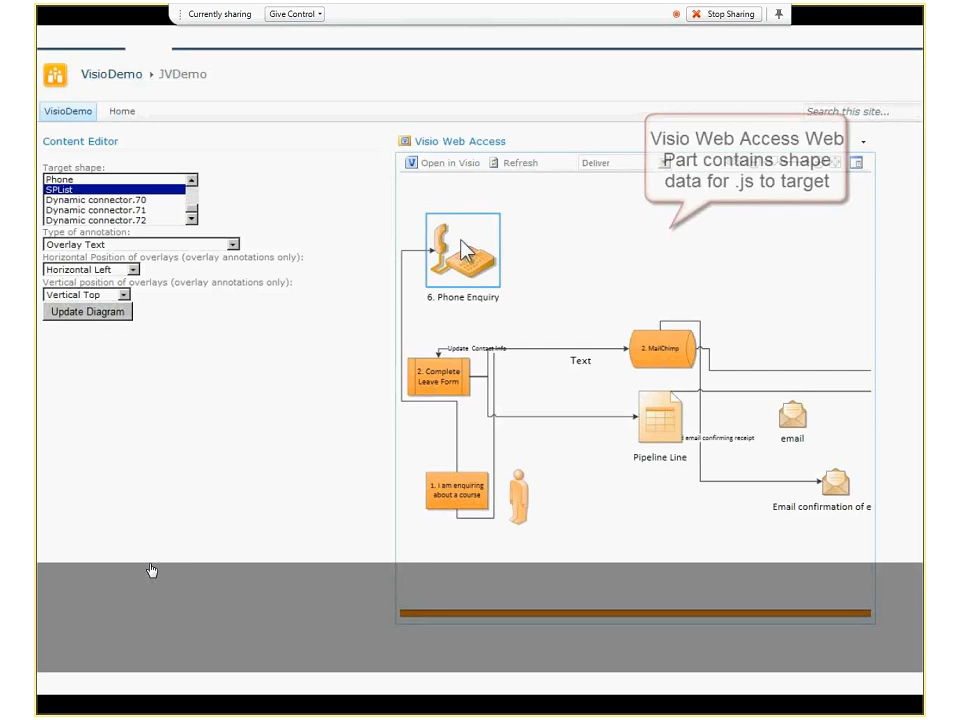 Currently sharing
Give Control
Stop Sharing
VisioDemo
JVDemo
VisioDemo
Home
Search this site...
Content Editor
Target shape:
Phone
SPList
Dynamic connector.70
Dynamic connector.71
Dynamic connector.72
Type of annotation:
Overlay Text
Horizontal Position of overlays (overlay annotations only):
Horizontal Left
Vertical position of overlays (overlay annotations only):
Vertical Top
Update Diagram
Visio Web Access
Open in Visio
Refresh
Deliver
Visio Web Access Web
Part contains shape
data for .js to target
6. Phone Enquiry
Update Contact Info
2. Complete
Leave Form
Text
2. MailChimp
email confirming receipt
Pipeline Line
email
1. I am enquiring
about a course
Email confirmation of e